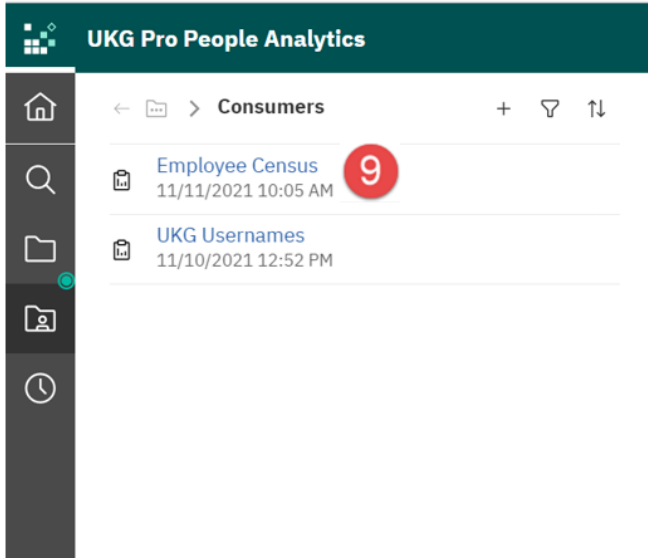 UKG Pro People Analytics
Consumers
Employee Census
11/11/2021 10:05 AM
9
UKG Usernames
11/10/2021 12:52 PM